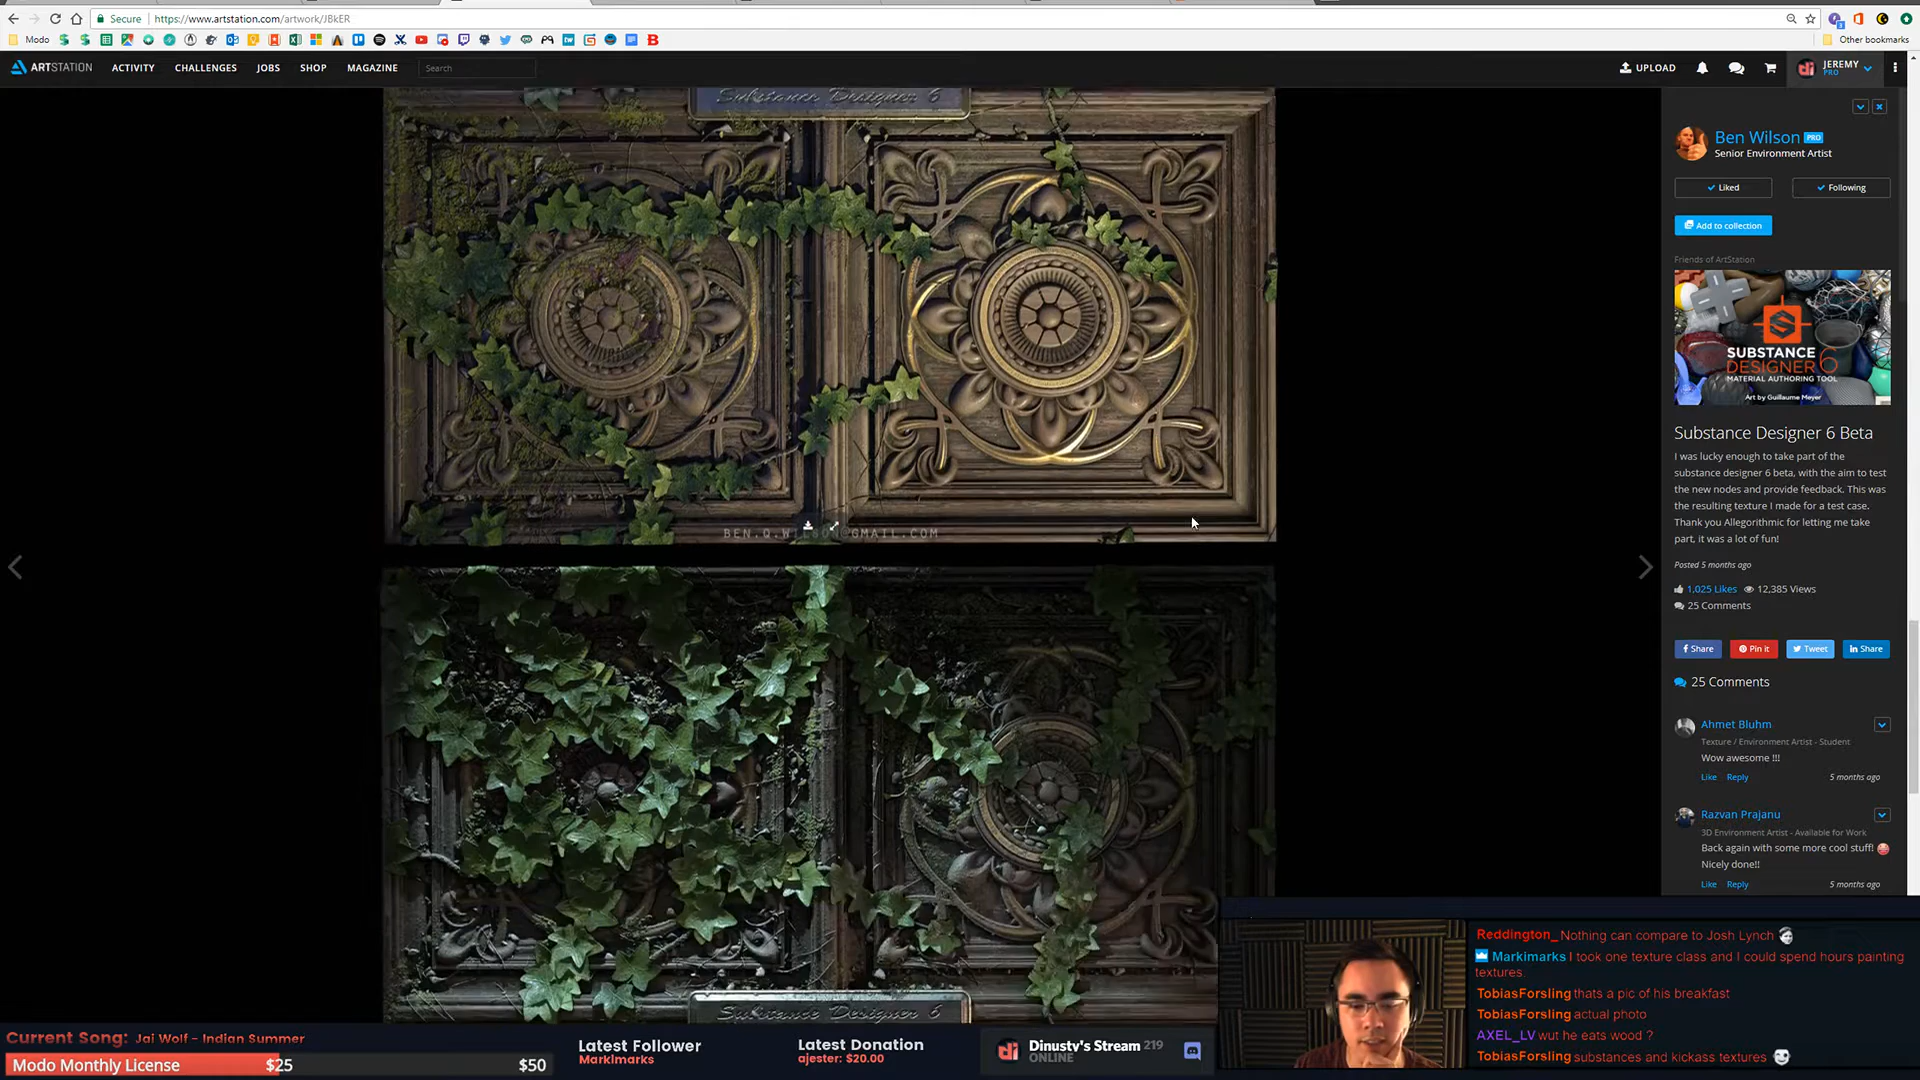 Secure https://www.artstation.com/artwork/JBkER
Modo
Other bookmarks
ARTSTATION ACTIVITY CHALLENGES JOBS SHOP MAGAZINE Search UPLOAD JEREMY
PRO
Substance Designer 6
BEN.Q.WILSON@GMAIL.COM
Substance Designer 6
Ben Wilson PRO
Senior Environment Artist
Liked Following
Add to collection
Friends of ArtStation
SUBSTANCE
DESIGNER 6
MATERIAL AUTHORING TOOL
Art by Guillaume Meyer
Substance Designer 6 Beta
I was lucky enough to take part of the
substance designer 6 beta, with the aim to test
the new nodes and provide feedback. This was
the resulting texture I made for a test case.
Thank you Allegorithmic for letting me take
part, it was a lot of fun!
Posted 5 months ago
1,025 Likes 12,385 Views
25 Comments
Share Pin it Tweet Share
25 Comments
Ahmet Bluhm
Texture / Environment Artist - Student
Wow awesome !!!
Like Reply 5 months ago
Razvan Prajanu
3D Environment Artist - Available for Work
Back again with some more cool stuff!
Nicely done!!
Like Reply 5 months ago
Reddington_ Nothing can compare to Josh Lynch
Markimarks I took one texture class and I could spend hours painting
textures.
TobiasForsling thats a pic of his breakfast
TobiasForsling actual photo
AXEL_LV wut he eats wood ?
TobiasForsling substances and kickass textures
Current Song: Jai Wolf - Indian Summer
Modo Monthly License $25 $50
Latest Follower
MarkImarks
Latest Donation
ajester: $20.00
Dinusty's Stream 219
ONLINE